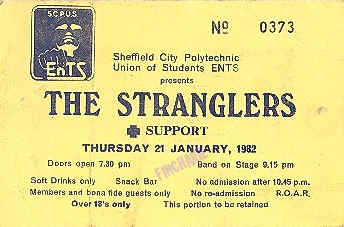 S.C.P.U.S.
EnTS
No 0373
Sheffield City Polytechnic
Union of Students ENTS
presents
THE STRANGLERS
+ SUPPORT
THURSDAY 21 JANUARY, 1982
Doors open 7.30 pm Band on Stage 9.15 pm
Soft Drinks only Snack Bar No admission after 10.45 p.m.
Members and bona fide guests only No re-admission R.O.A.R.
Over 18's only This portion to be retained